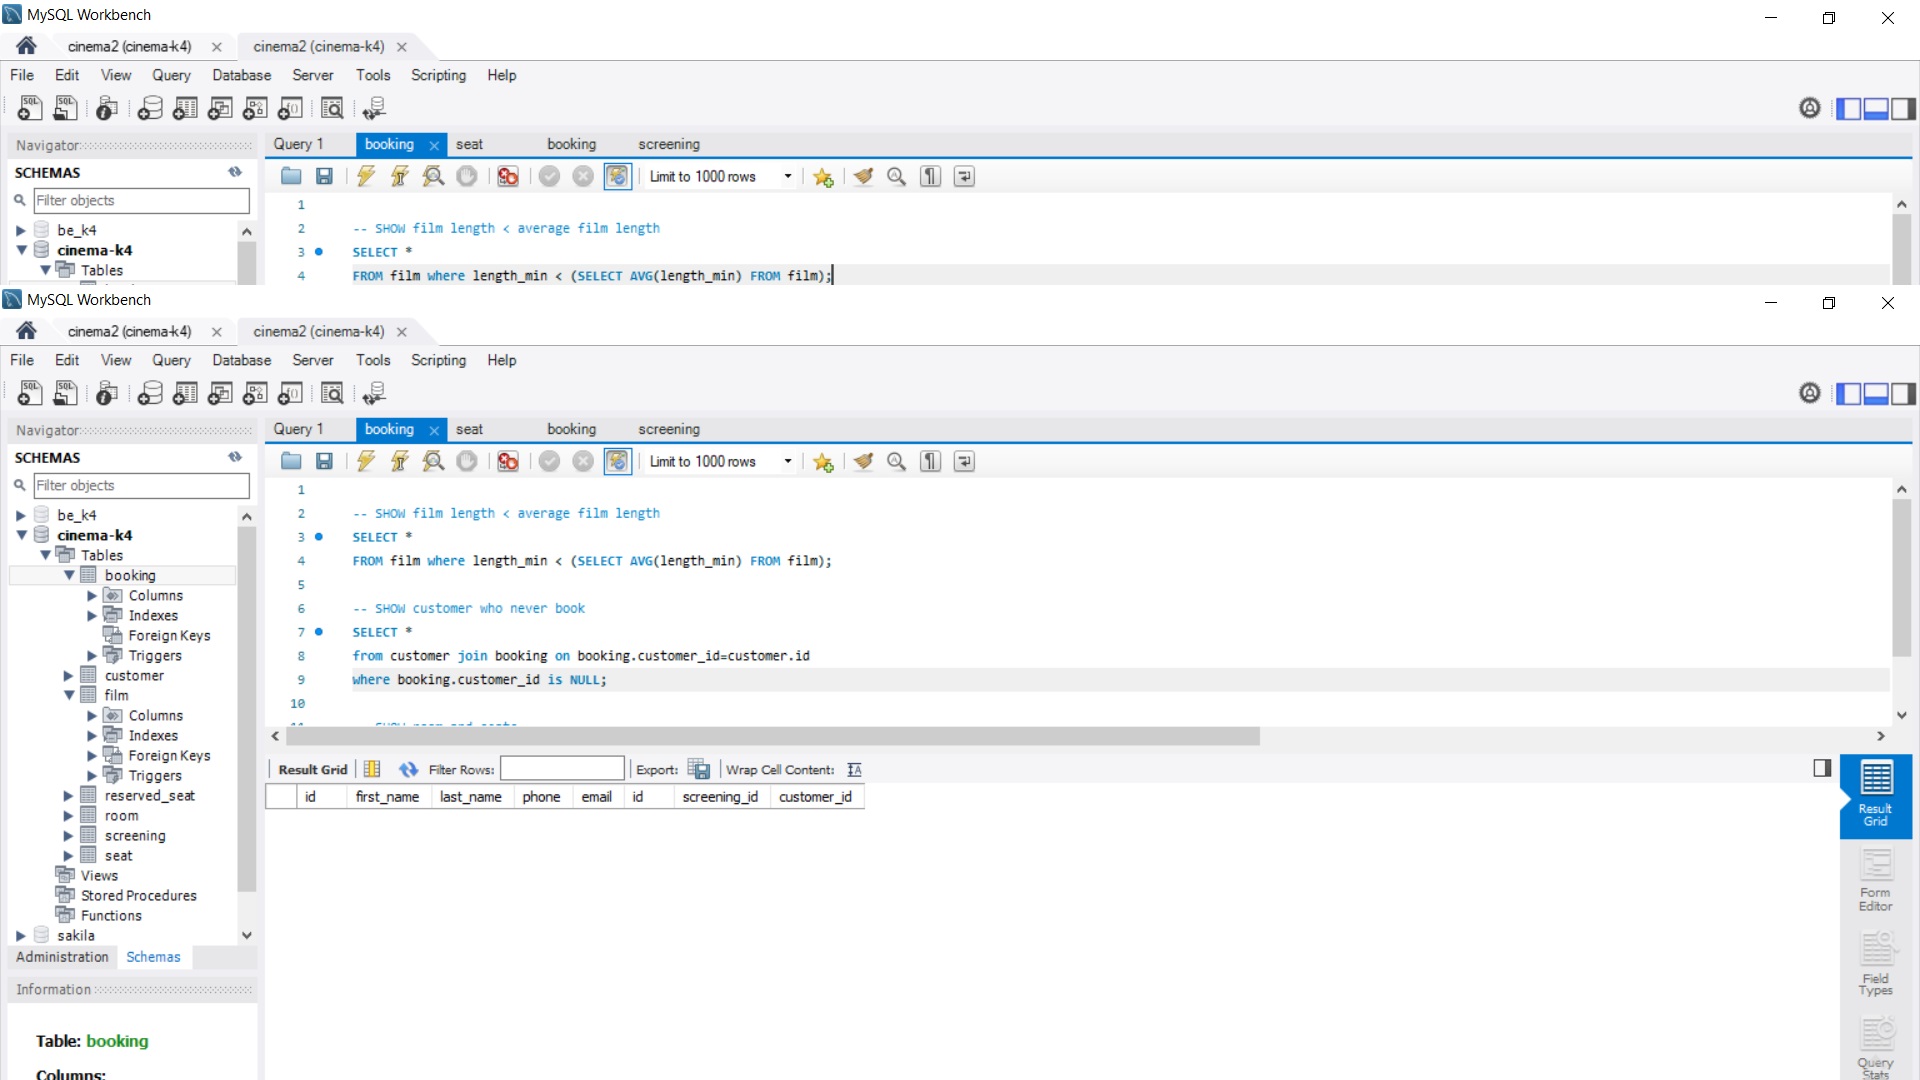 MySQL Workbench
cinema2 (cinema-k4) cinema2 (cinema-k4)
File Edit View Query Database Server Tools Scripting Help
Navigator Query 1 booking seat booking screening
SCHEMAS Limit to 1000 rows
Filter objects
be_k4
cinema-k4
Tables
1
2 -- SHOW film length < average film length
3 SELECT *
4 FROM film where length_min < (SELECT AVG(length_min) FROM film);
MySQL Workbench
cinema2 (cinema-k4) cinema2 (cinema-k4)
File Edit View Query Database Server Tools Scripting Help
Navigator Query 1 booking seat booking screening
SCHEMAS Limit to 1000 rows
Filter objects
be_k4
cinema-k4
Tables
booking
Columns
Indexes
Foreign Keys
Triggers
customer
film
Columns
Indexes
Foreign Keys
Triggers
reserved_seat
room
screening
seat
Views
Stored Procedures
Functions
sakila
Administration Schemas
Information
Table: booking
Columns:
1
2 -- SHOW film length < average film length
3 SELECT *
4 FROM film where length_min < (SELECT AVG(length_min) FROM film);
5
6 -- SHOW customer who never book
7 SELECT *
8 from customer join booking on booking.customer_id=customer.id
9 where booking.customer_id is NULL;
10
Result Grid Filter Rows: Export: Wrap Cell Content:
id first_name last_name phone email id screening_id customer_id
Result
Grid
Form
Editor
Field
Types
Query
Stats